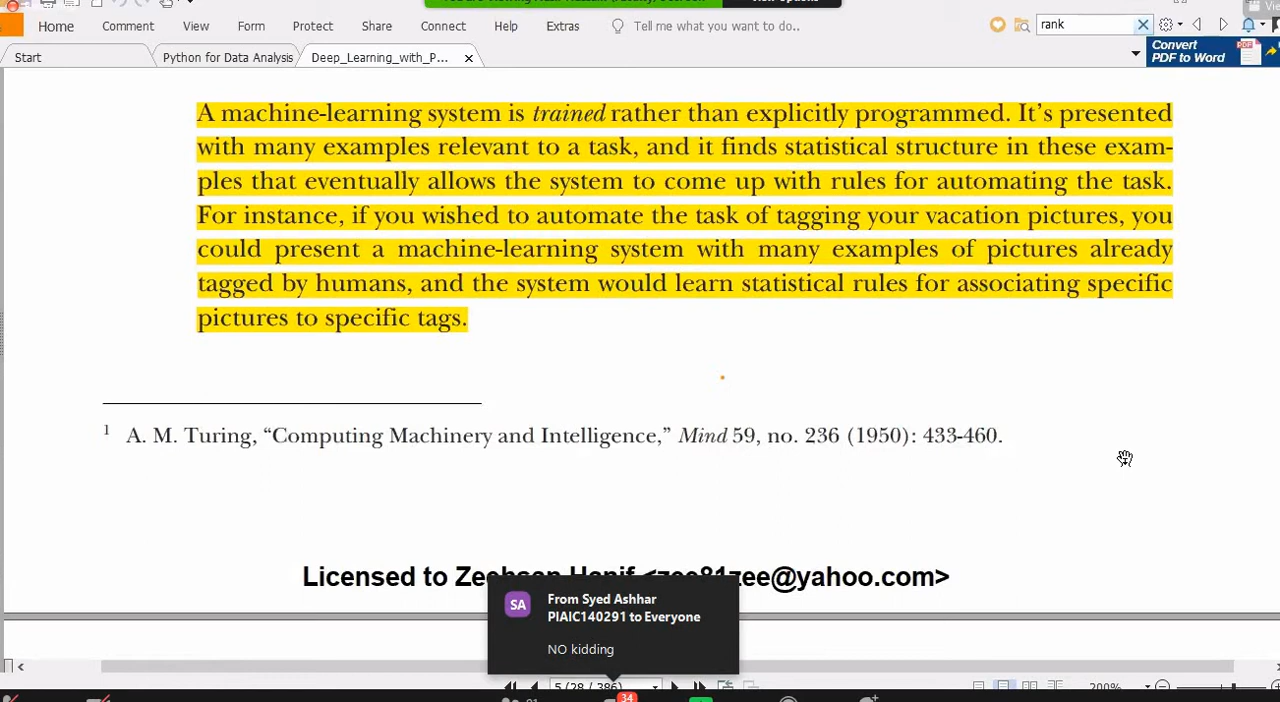 Home Comment View Form Protect Share Connect Help Extras Tell me what you want to do.. rank
Start Python for Data Analysis Deep_Learning_with_P... Convert
PDF to Word
A machine-learning system is trained rather than explicitly programmed. It's presented
with many examples relevant to a task, and it finds statistical structure in these exam-
ples that eventually allows the system to come up with rules for automating the task.
For instance, if you wished to automate the task of tagging your vacation pictures, you
could present a machine-learning system with many examples of pictures already
tagged by humans, and the system would learn statistical rules for associating specific
pictures to specific tags.
1 A. M. Turing, “Computing Machinery and Intelligence,” Mind 59, no. 236 (1950): 433-460.
Licensed to
SA From Syed Ashhar
PIAIC140291 to Everyone
NO kidding
5 (28 / 386) 200%
34